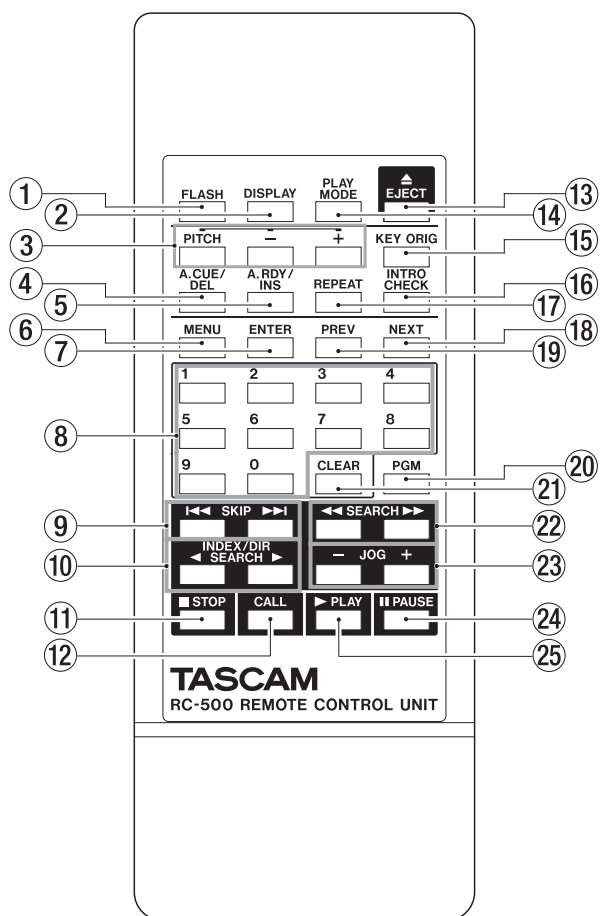 FLASH DISPLAY PLAY MODE ▲ EJECT
PITCH − + KEY ORIG
A.CUE/ DEL A.RDY/ INS REPEAT INTRO CHECK
MENU ENTER PREV NEXT
1 2 3 4
5 6 7 8
9 0 CLEAR PGM
I◀◀ SKIP ▶▶I ◀◀ SEARCH ▶▶
INDEX/DIR
◀ SEARCH ▶ − JOG +
■ STOP CALL ▶ PLAY II PAUSE
TASCAM
RC-500 REMOTE CONTROL UNIT
1
2
3
4
5
6
7
8
9
10
11
12
13
14
15
16
17
18
19
20
21
22
23
24
25